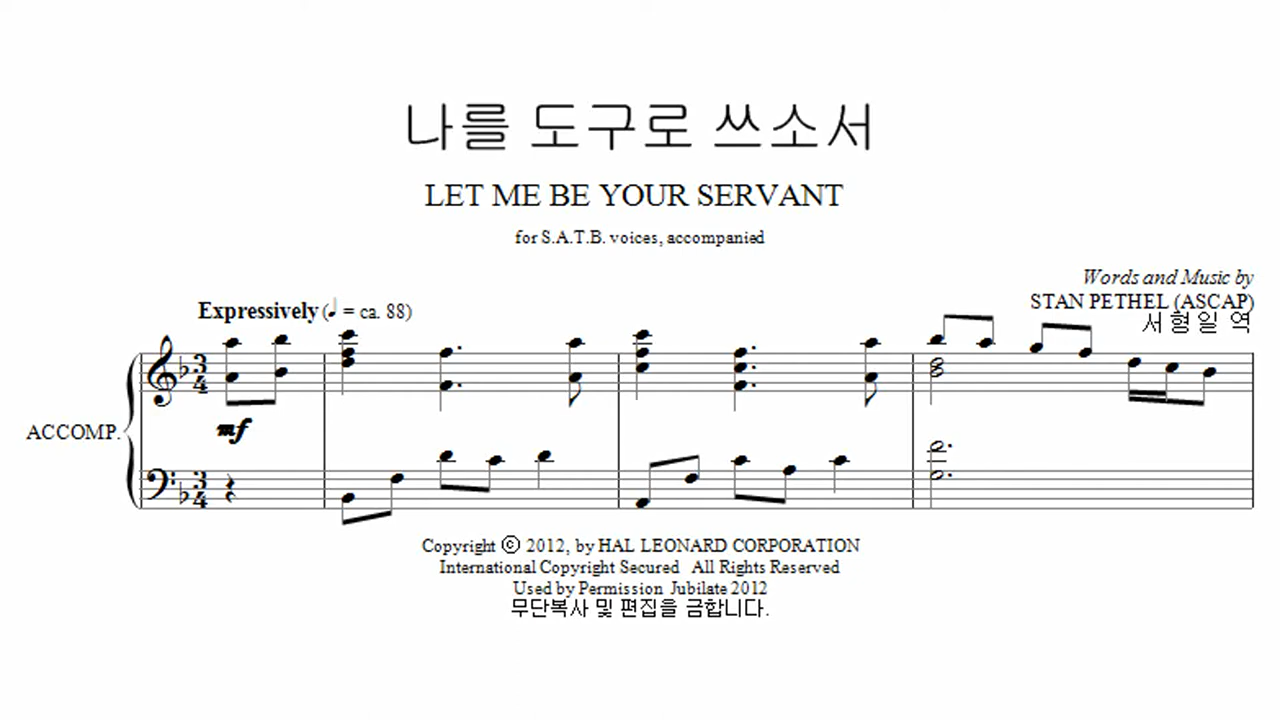 나를 도구로 쓰소서
LET ME BE YOUR SERVANT
for S.A.T.B. voices, accompanied
Words and Music by
STAN PETHEL (ASCAP)
서형일 역
Expressively (♩ = ca. 88)
ACCOMP.
mf
Copyright © 2012, by HAL LEONARD CORPORATION
International Copyright Secured All Rights Reserved
Used by Permission Jubilate 2012
무단복사 및 편집을 금합니다.